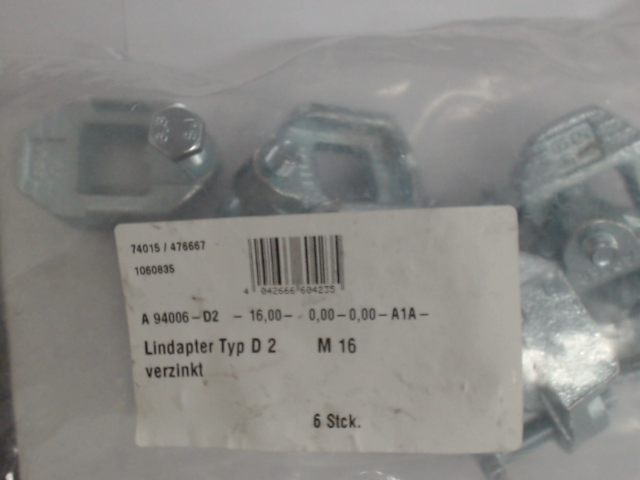 74015 / 476667
1060835
4 042666 604235
A 94006-D2 - 16,00- 0,00-0,00-A1A-
Lindapter Typ D 2 M 16
verzinkt
6 Stck.